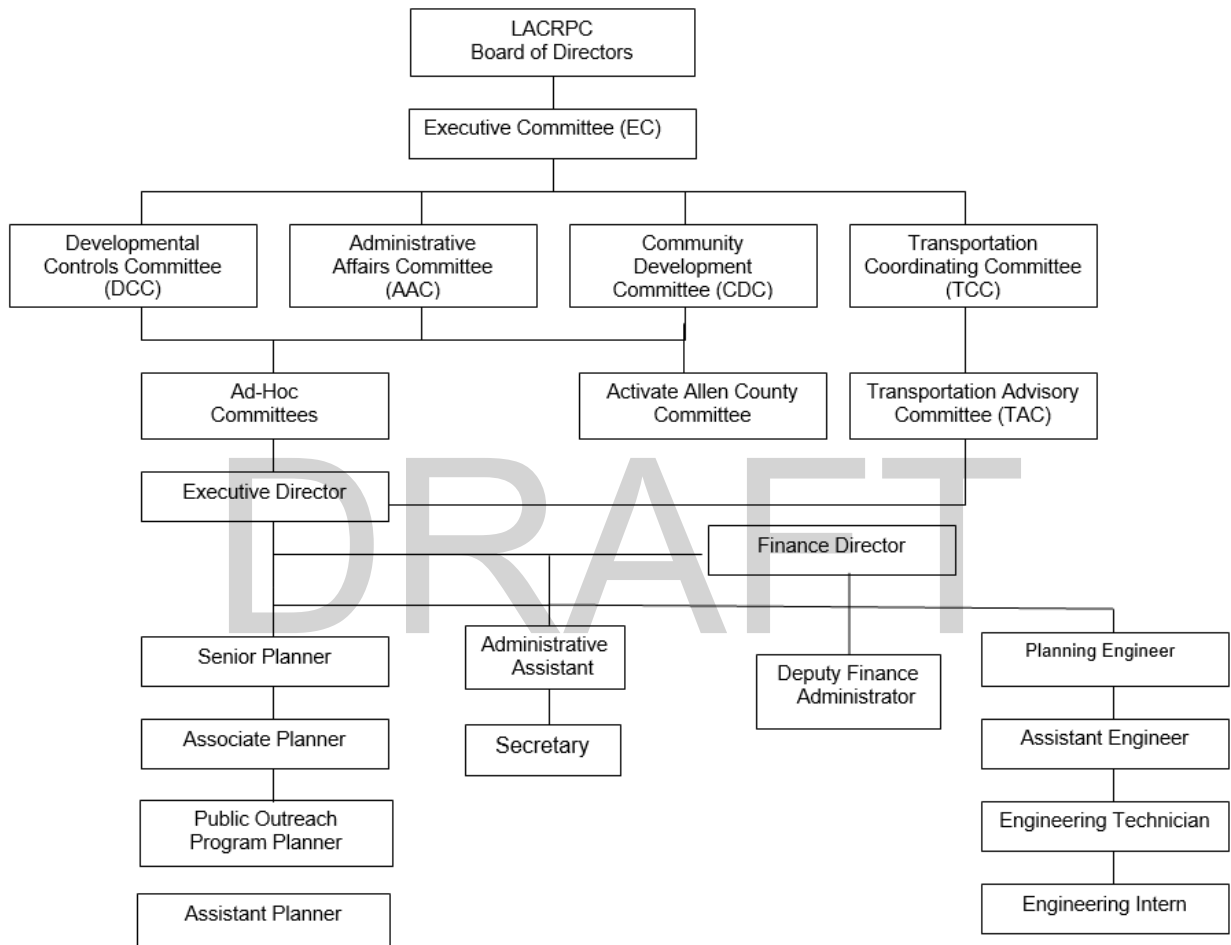 LACRPC
Board of Directors
Executive Committee (EC)
Developmental
Controls Committee
(DCC)
Administrative
Affairs Committee
(AAC)
Community
Development
Committee (CDC)
Transportation
Coordinating Committee
(TCC)
Ad-Hoc
Committees
Activate Allen County
Committee
Transportation Advisory
Committee (TAC)
DRAFT
Executive Director
Finance Director
Senior Planner
Administrative
Assistant
Deputy Finance
Administrator
Planning Engineer
Associate Planner
Secretary
Assistant Engineer
Public Outreach
Program Planner
Engineering Technician
Assistant Planner
Engineering Intern